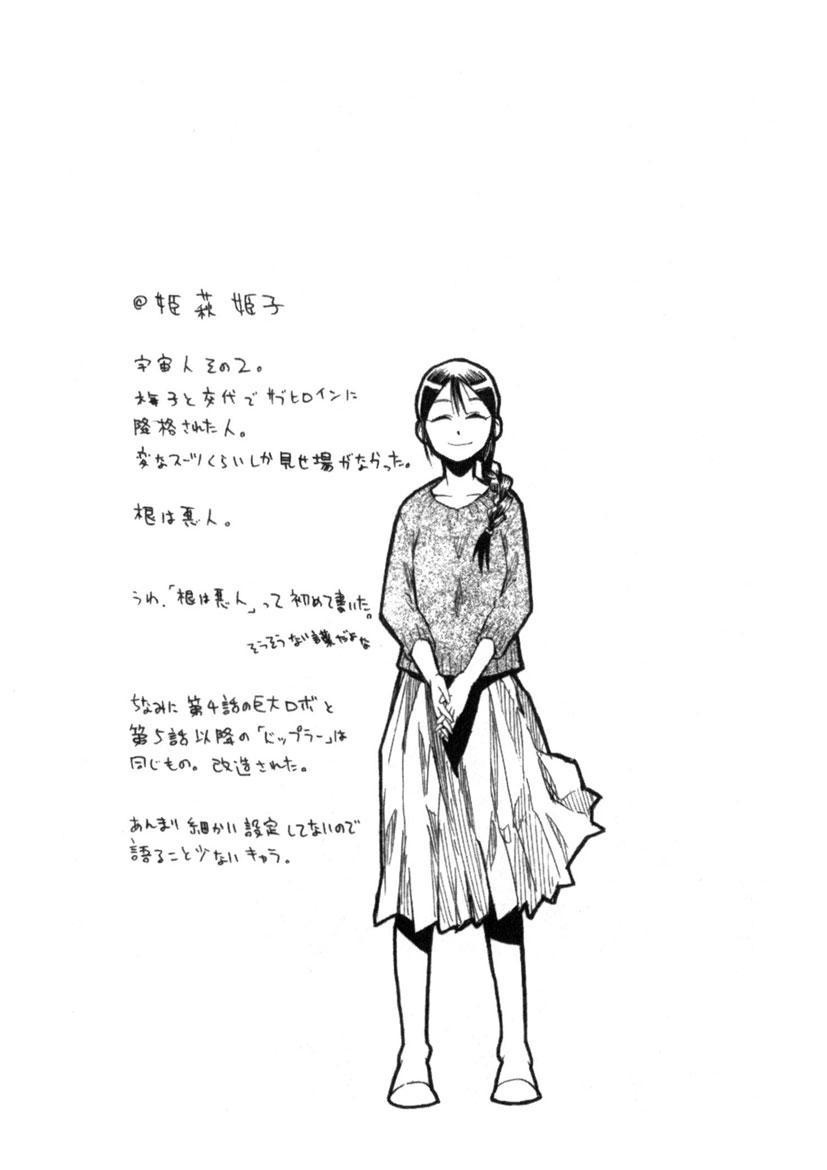 @姫萩姫子
宇宙人その2。
梅子と交代でサブヒロインに
降格された人。
変なスーツくらいしか見せ場がなかった。
根は悪人。
うわ、「根は悪人」って初めて書いた。
そうそうない言葉だよな
ちなみに第4話の巨大ロボと
第5話以降の「ドップラー」は
同じもの。改造された。
あんまり細かい設定してないので
語ること少ないキャラ。